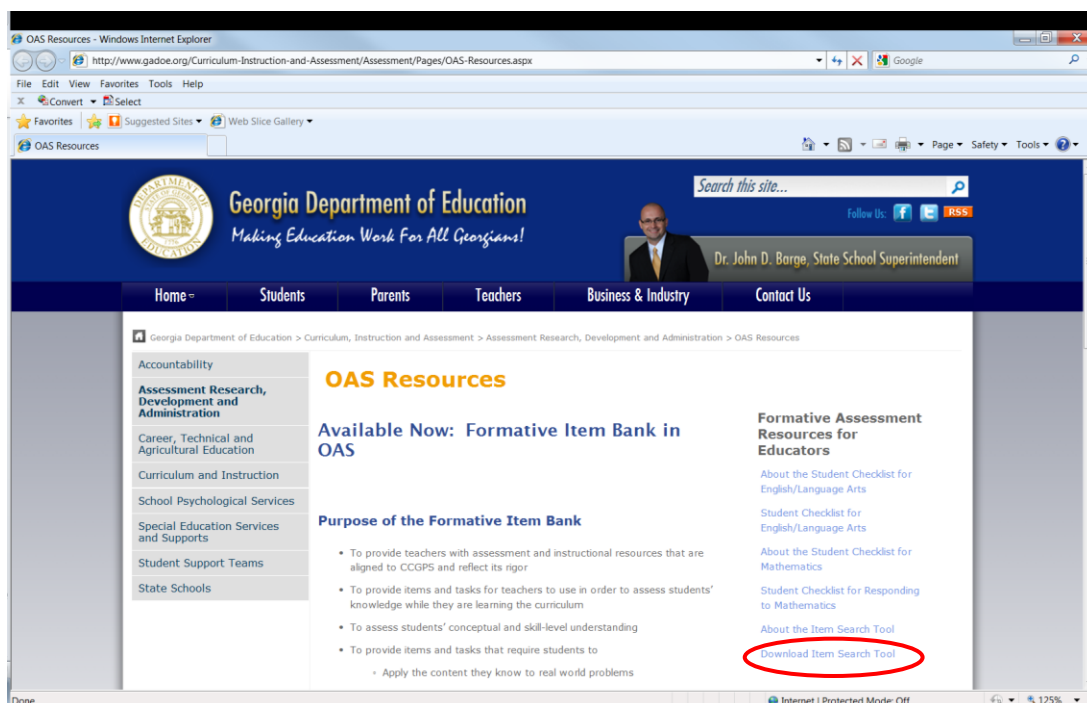 OAS Resources - Windows Internet Explorer
http://www.gadoe.org/Curriculum-Instruction-and-Assessment/Assessment/Pages/OAS-Resources.aspx
Google
File Edit View Favorites Tools Help
x Convert Select
Favorites Suggested Sites Web Slice Gallery
OAS Resources
Page Safety Tools
Search this site...
Georgia Department of Education
Follow Us: RSS
Making Education Work For All Georgians!
Dr. John D. Barge, State School Superintendent
Home Students Parents Teachers Business & Industry Contact Us
Georgia Department of Education > Curriculum, Instruction and Assessment > Assessment Research, Development and Administration > OAS Resources
Accountability
Assessment Research,
Development and
Administration
Career, Technical and
Agricultural Education
Curriculum and Instruction
School Psychological Services
Special Education Services
and Supports
Student Support Teams
State Schools
OAS Resources
Available Now: Formative Item Bank in
OAS
Purpose of the Formative Item Bank
• To provide teachers with assessment and instructional resources that are
aligned to CCGPS and reflect its rigor
• To provide items and tasks for teachers to use in order to assess students'
knowledge while they are learning the curriculum
• To assess students' conceptual and skill-level understanding
• To provide items and tasks that require students to
◦ Apply the content they know to real world problems
Formative Assessment
Resources for
Educators
About the Student Checklist for
English/Language Arts
Student Checklist for
English/Language Arts
About the Student Checklist for
Mathematics
Student Checklist for Responding
to Mathematics
About the Item Search Tool
Download Item Search Tool
Done
Internet | Protected Mode: Off
125%